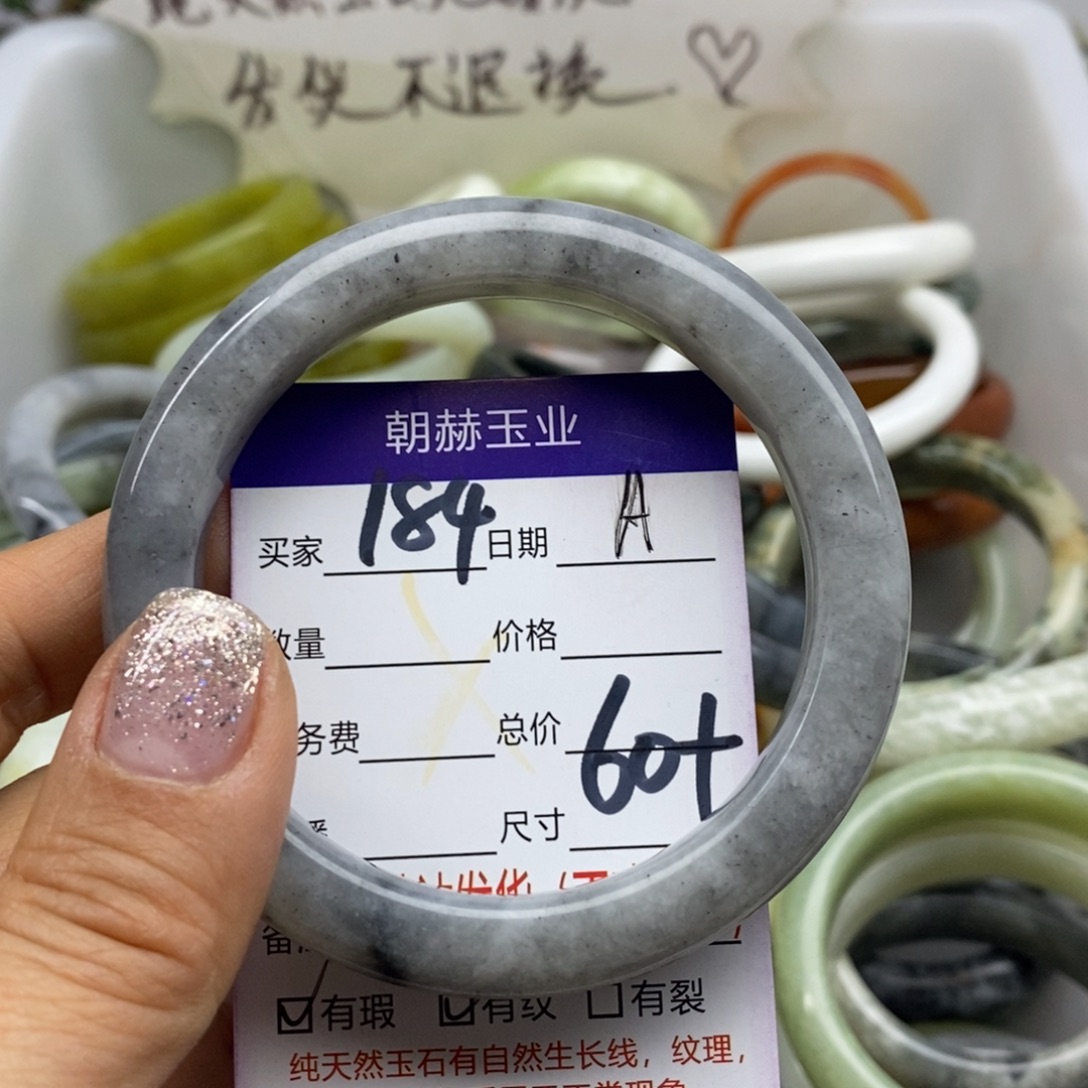 售出不退换
朝赫玉业
买家 184 日期 A
数量 价格
务费 总价 60+
尺寸
☑有瑕 ☑有纹 ☐有裂
纯天然玉石有自然生长线，纹理，